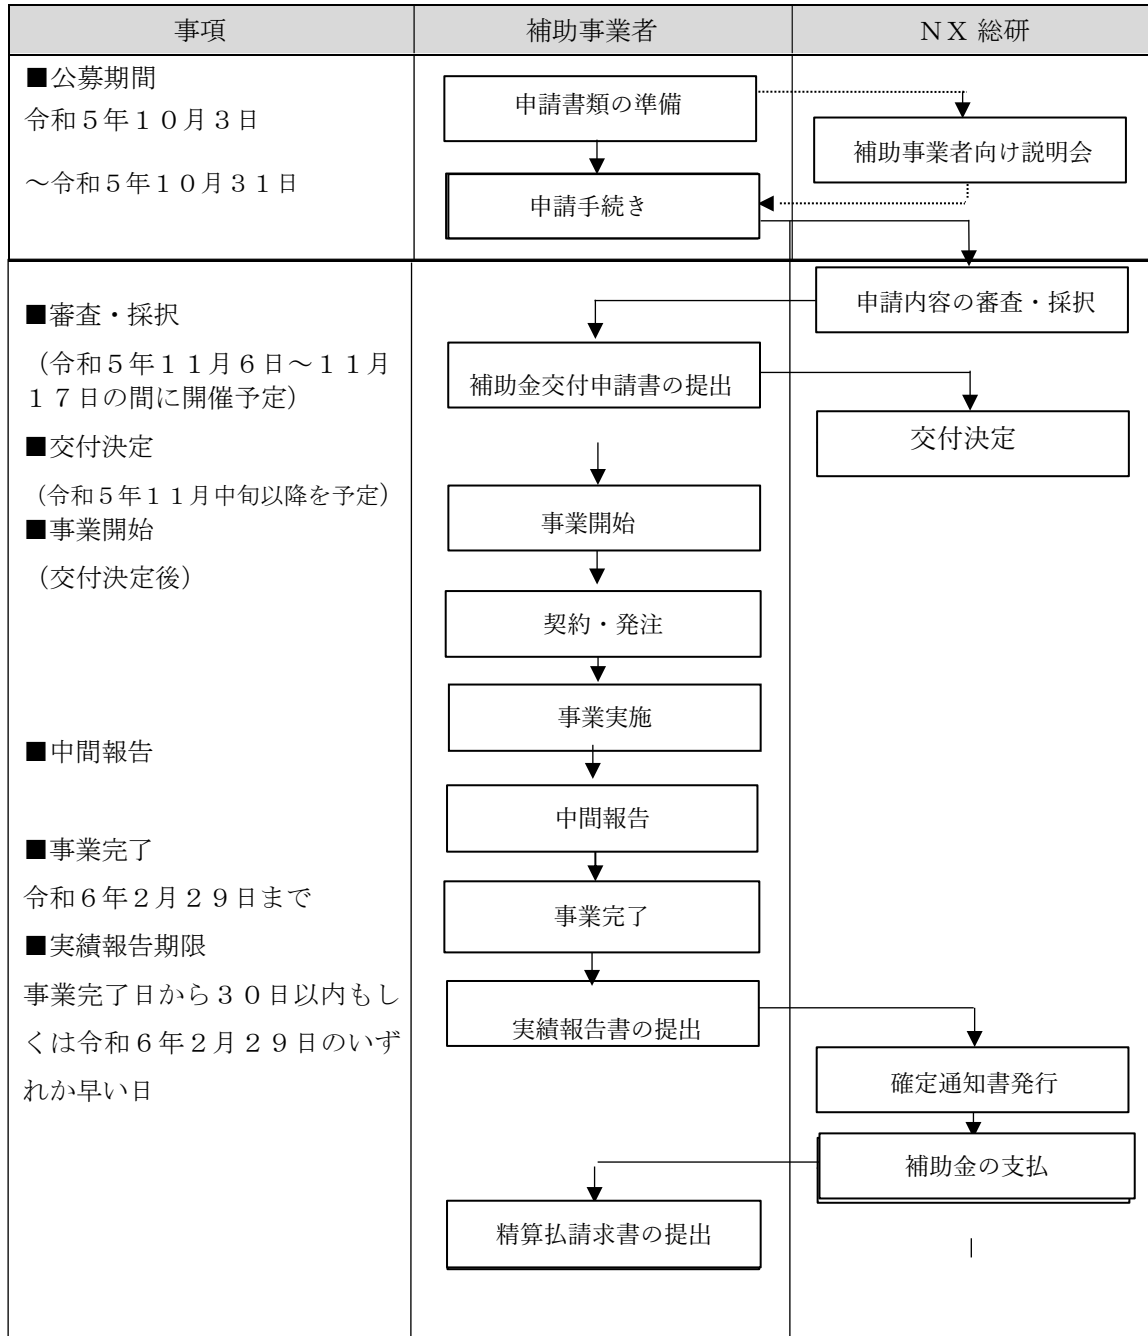 事項
補助事業者
ＮＸ 総研
■公募期間
令和５年１０月３日
～令和５年１０月３１日
申請書類の準備
補助事業者向け説明会
申請手続き
申請内容の審査・採択
■審査・採択
（令和５年１１月６日～１１月
１７日の間に開催予定）
補助金交付申請書の提出
交付決定
■交付決定
（令和５年１１月中旬以降を予定）
■事業開始
（交付決定後）
事業開始
契約・発注
事業実施
■中間報告
中間報告
■事業完了
令和６年２月２９日まで
事業完了
■実績報告期限
事業完了日から３０日以内もし
くは令和６年２月２９日のいず
れか早い日
実績報告書の提出
確定通知書発行
補助金の支払
精算払請求書の提出